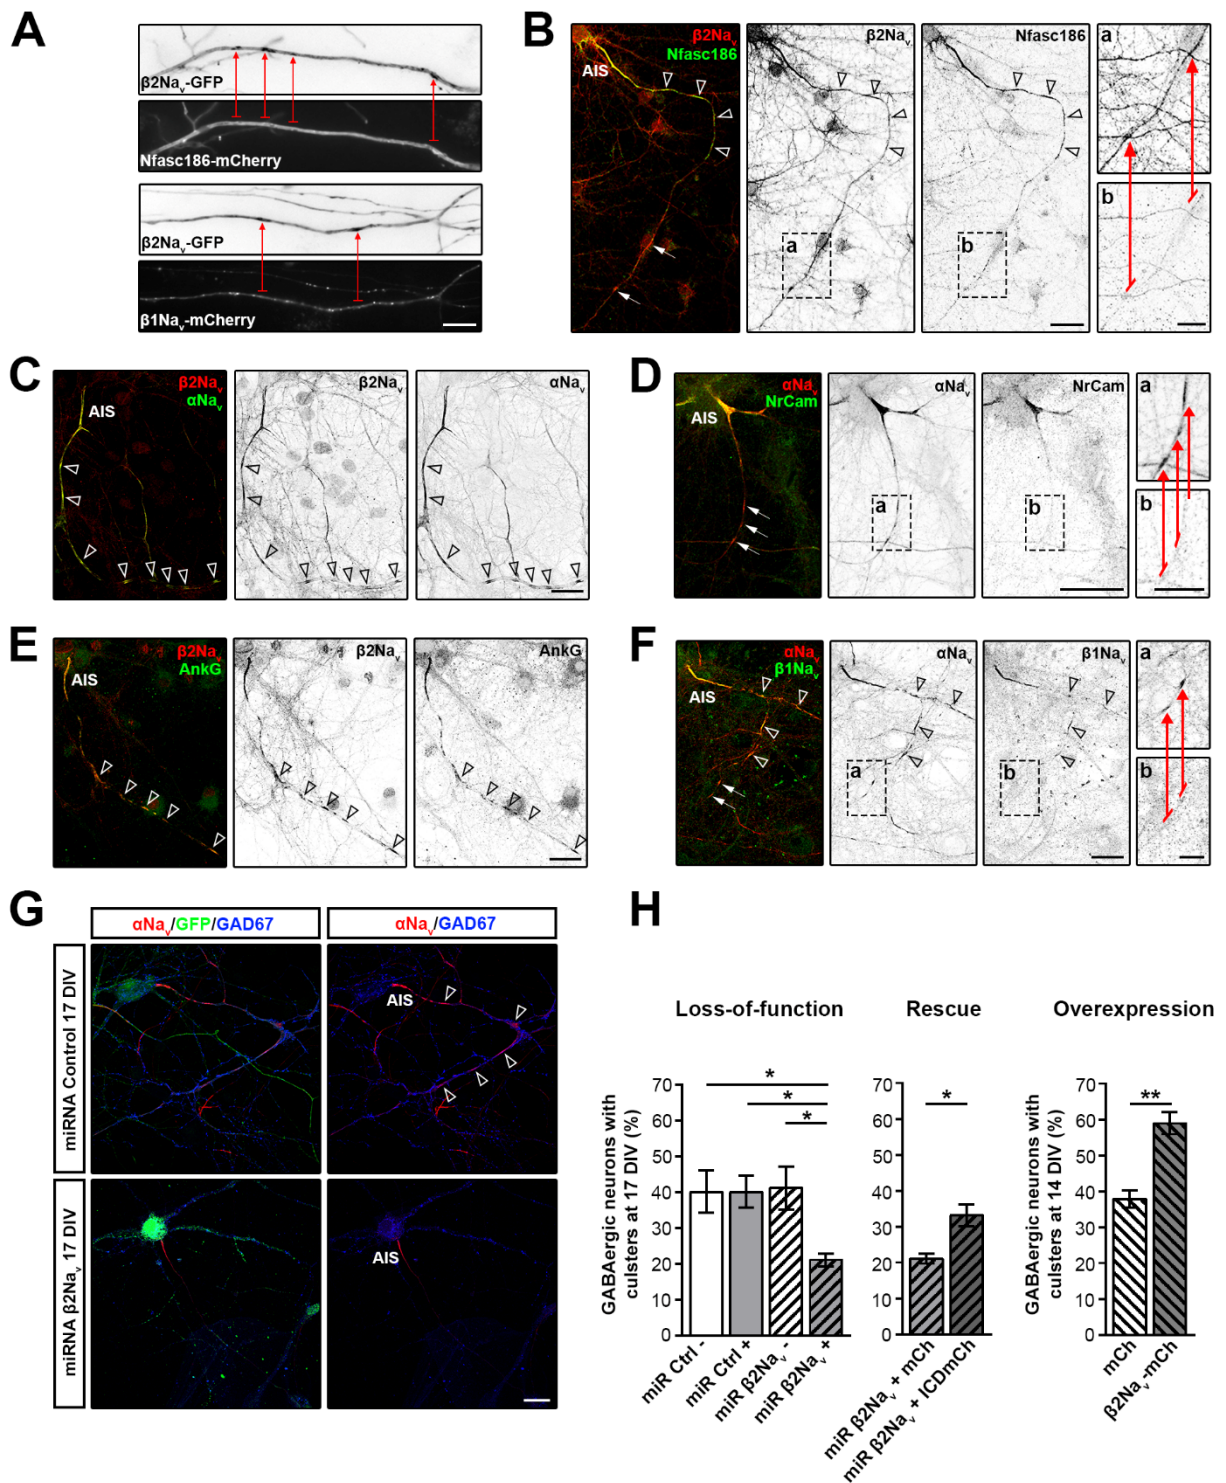 A
β2Naᵥ-GFP
Nfasc186-mCherry
β2Naᵥ-GFP
β1Naᵥ-mCherry
B
β2Naᵥ
Nfasc186
AIS
β2Naᵥ
a
Nfasc186
b
a
b
C
β2Naᵥ
αNaᵥ
AIS
β2Naᵥ
αNaᵥ
D
αNaᵥ
NrCam
AIS
αNaᵥ
a
NrCam
b
a
b
E
β2Naᵥ
AnkG
AIS
β2Naᵥ
AnkG
F
αNaᵥ
β1Naᵥ
AIS
αNaᵥ
a
β1Naᵥ
b
a
b
G
αNaᵥ/GFP/GAD67
αNaᵥ/GAD67
miRNA Control 17 DIV
AIS
miRNA β2Naᵥ 17 DIV
AIS
H
Loss-of-function
GABAergic neurons with
culsters at 17 DIV (%)
70
60
50
40
30
20
10
0
*
*
*
miR Ctrl -
miR Ctrl +
miR β2Naᵥ -
miR β2Naᵥ +
Rescue
70
60
50
40
30
20
10
0
*
miR β2Naᵥ + mCh
miR β2Naᵥ + ICDmCh
Overexpression
GABAergic neurons with
culsters at 14 DIV (%)
70
60
50
40
30
20
10
0
**
mCh
β2Naᵥ-mCh